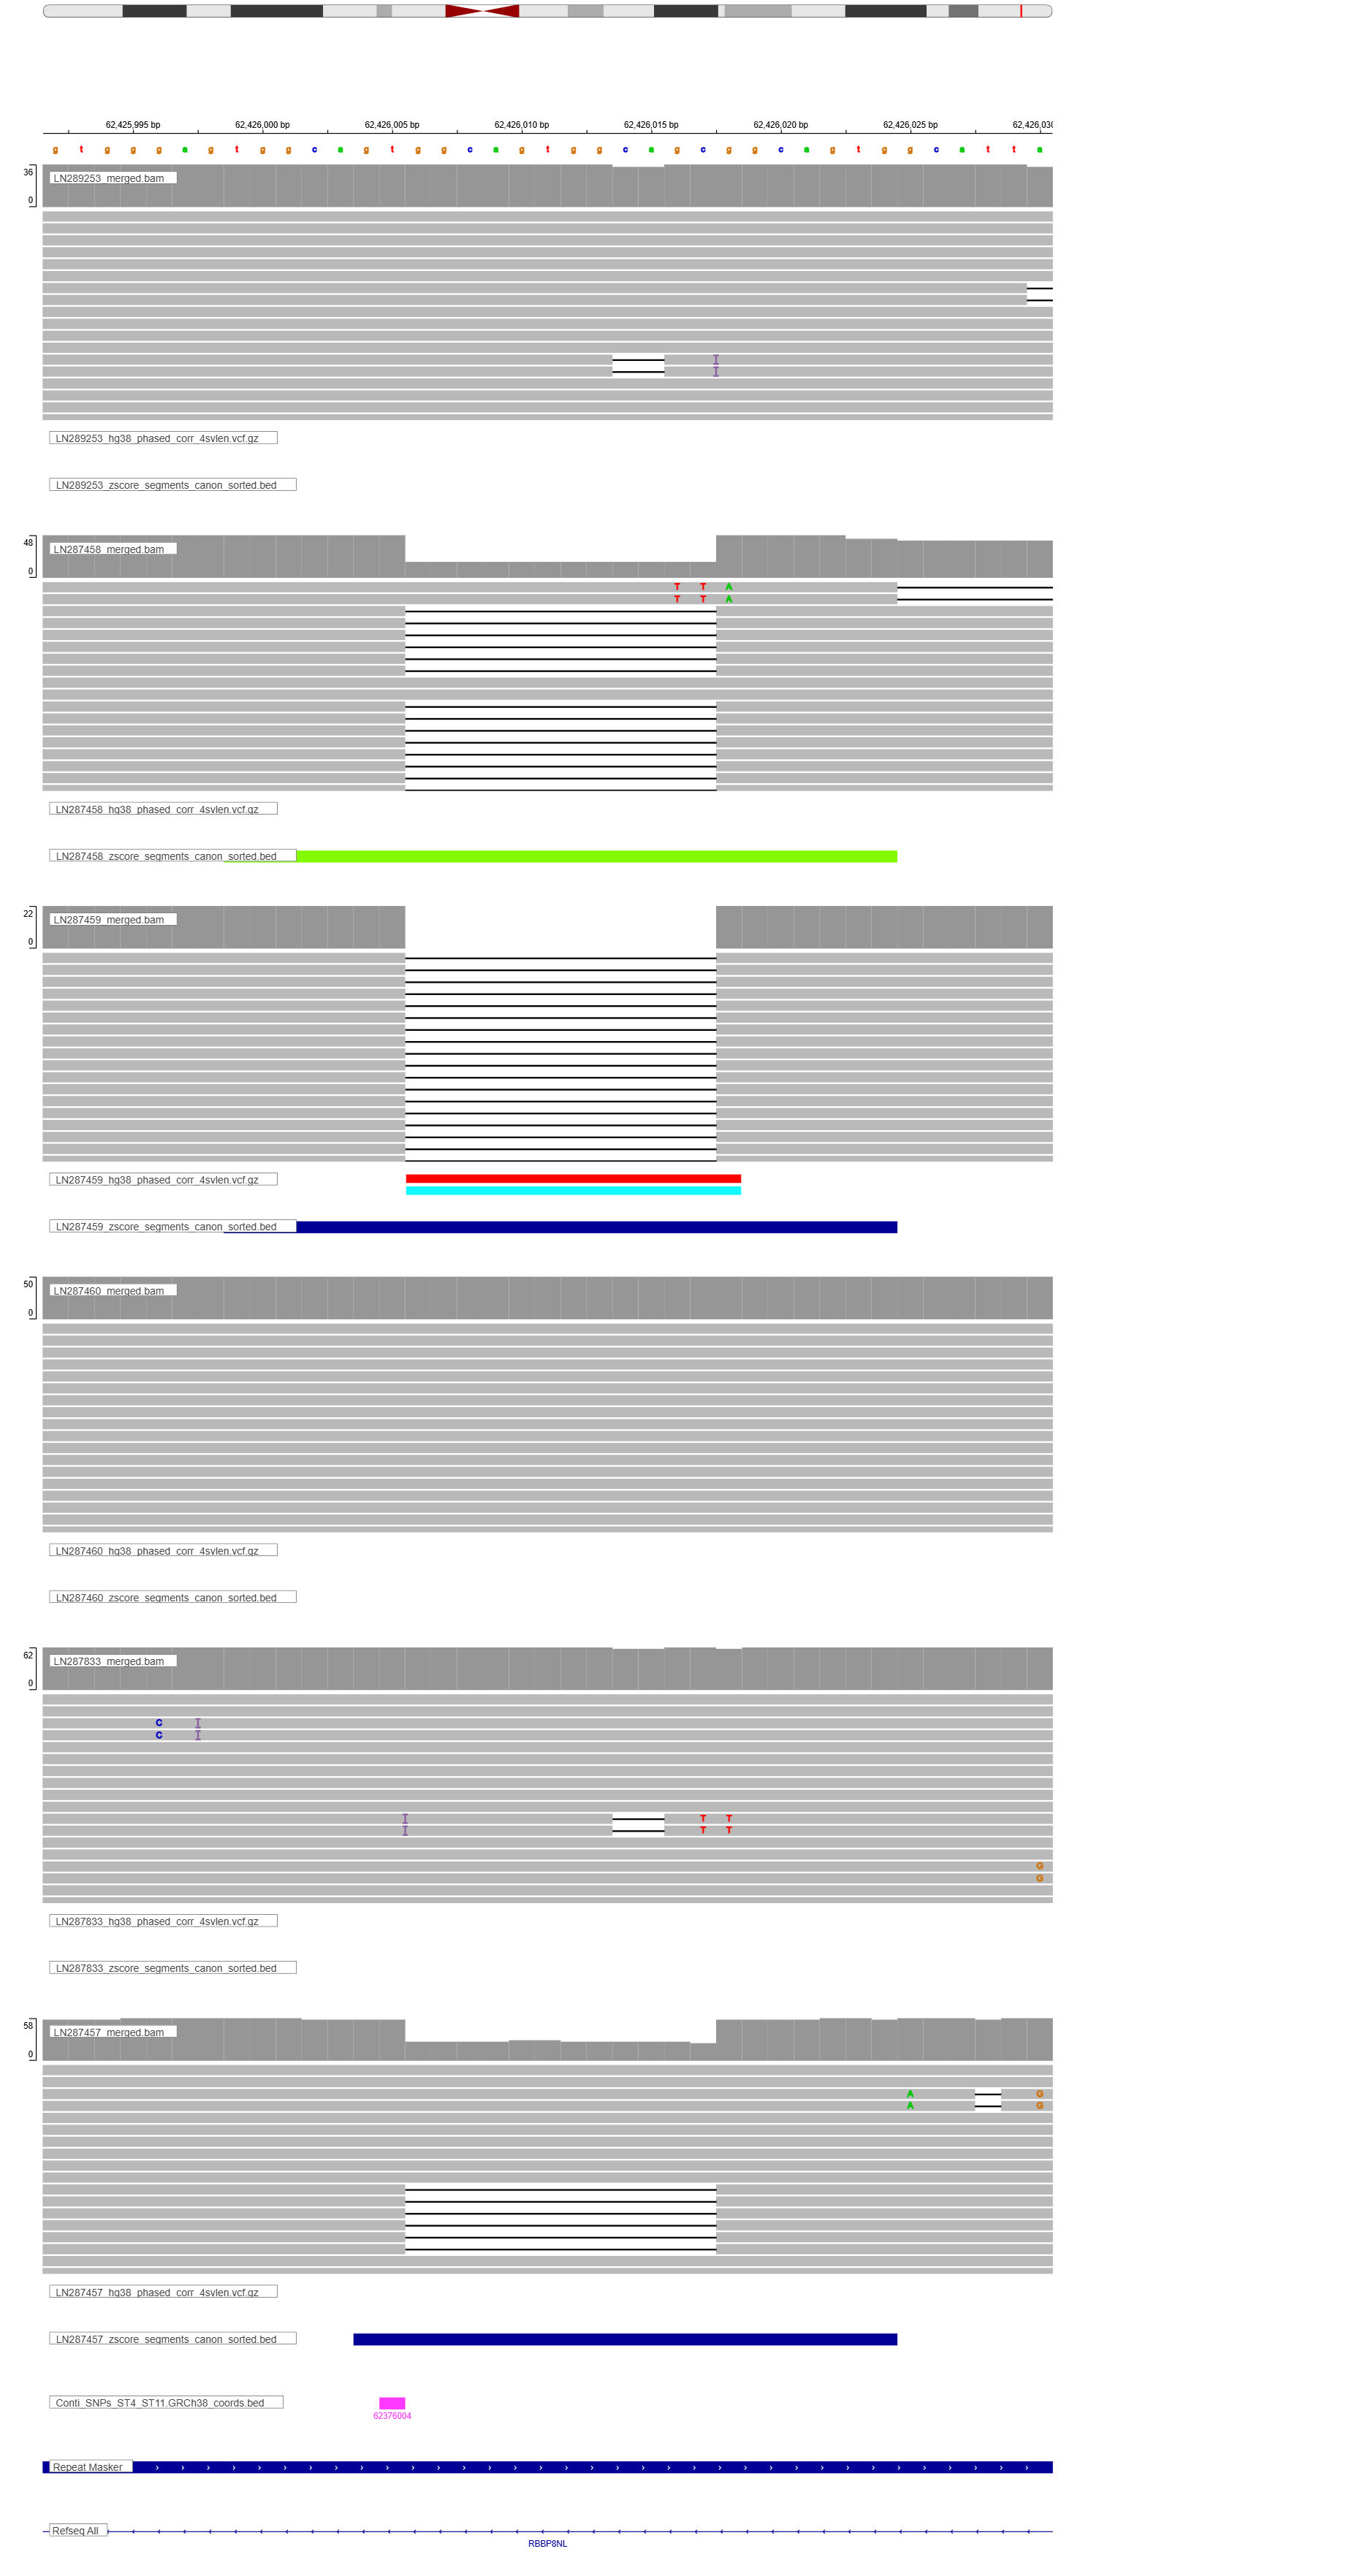 62,425,995 bp 62,426,000 bp 62,426,005 bp 62,426,010 bp 62,426,015 bp 62,426,020 bp 62,426,025 bp 62,426,030
g t g g g a g t g g c a g t g g c a g t g g c a g c g g c a g t g g c a t t a
36
LN289253_merged.bam
0
I
I
LN289253_hg38_phased_corr_4svlen.vcf.gz
LN289253_zscore_segments_canon_sorted.bed
48
LN287458_merged.bam
0
T T A
T T A
LN287458_hg38_phased_corr_4svlen.vcf.gz
LN287458_zscore_segments_canon_sorted.bed
22
LN287459_merged.bam
0
LN287459_hg38_phased_corr_4svlen.vcf.gz
LN287459_zscore_segments_canon_sorted.bed
50
LN287460_merged.bam
0
LN287460_hg38_phased_corr_4svlen.vcf.gz
LN287460_zscore_segments_canon_sorted.bed
62
LN287833_merged.bam
0
C I
C I
I T T
I T T
G
G
LN287833_hg38_phased_corr_4svlen.vcf.gz
LN287833_zscore_segments_canon_sorted.bed
58
LN287457_merged.bam
0
A G
A G
LN287457_hg38_phased_corr_4svlen.vcf.gz
LN287457_zscore_segments_canon_sorted.bed
Conti_SNPs_ST4_ST11.GRCh38_coords.bed
62376004
Repeat Masker
Refseq All
RBBP8NL